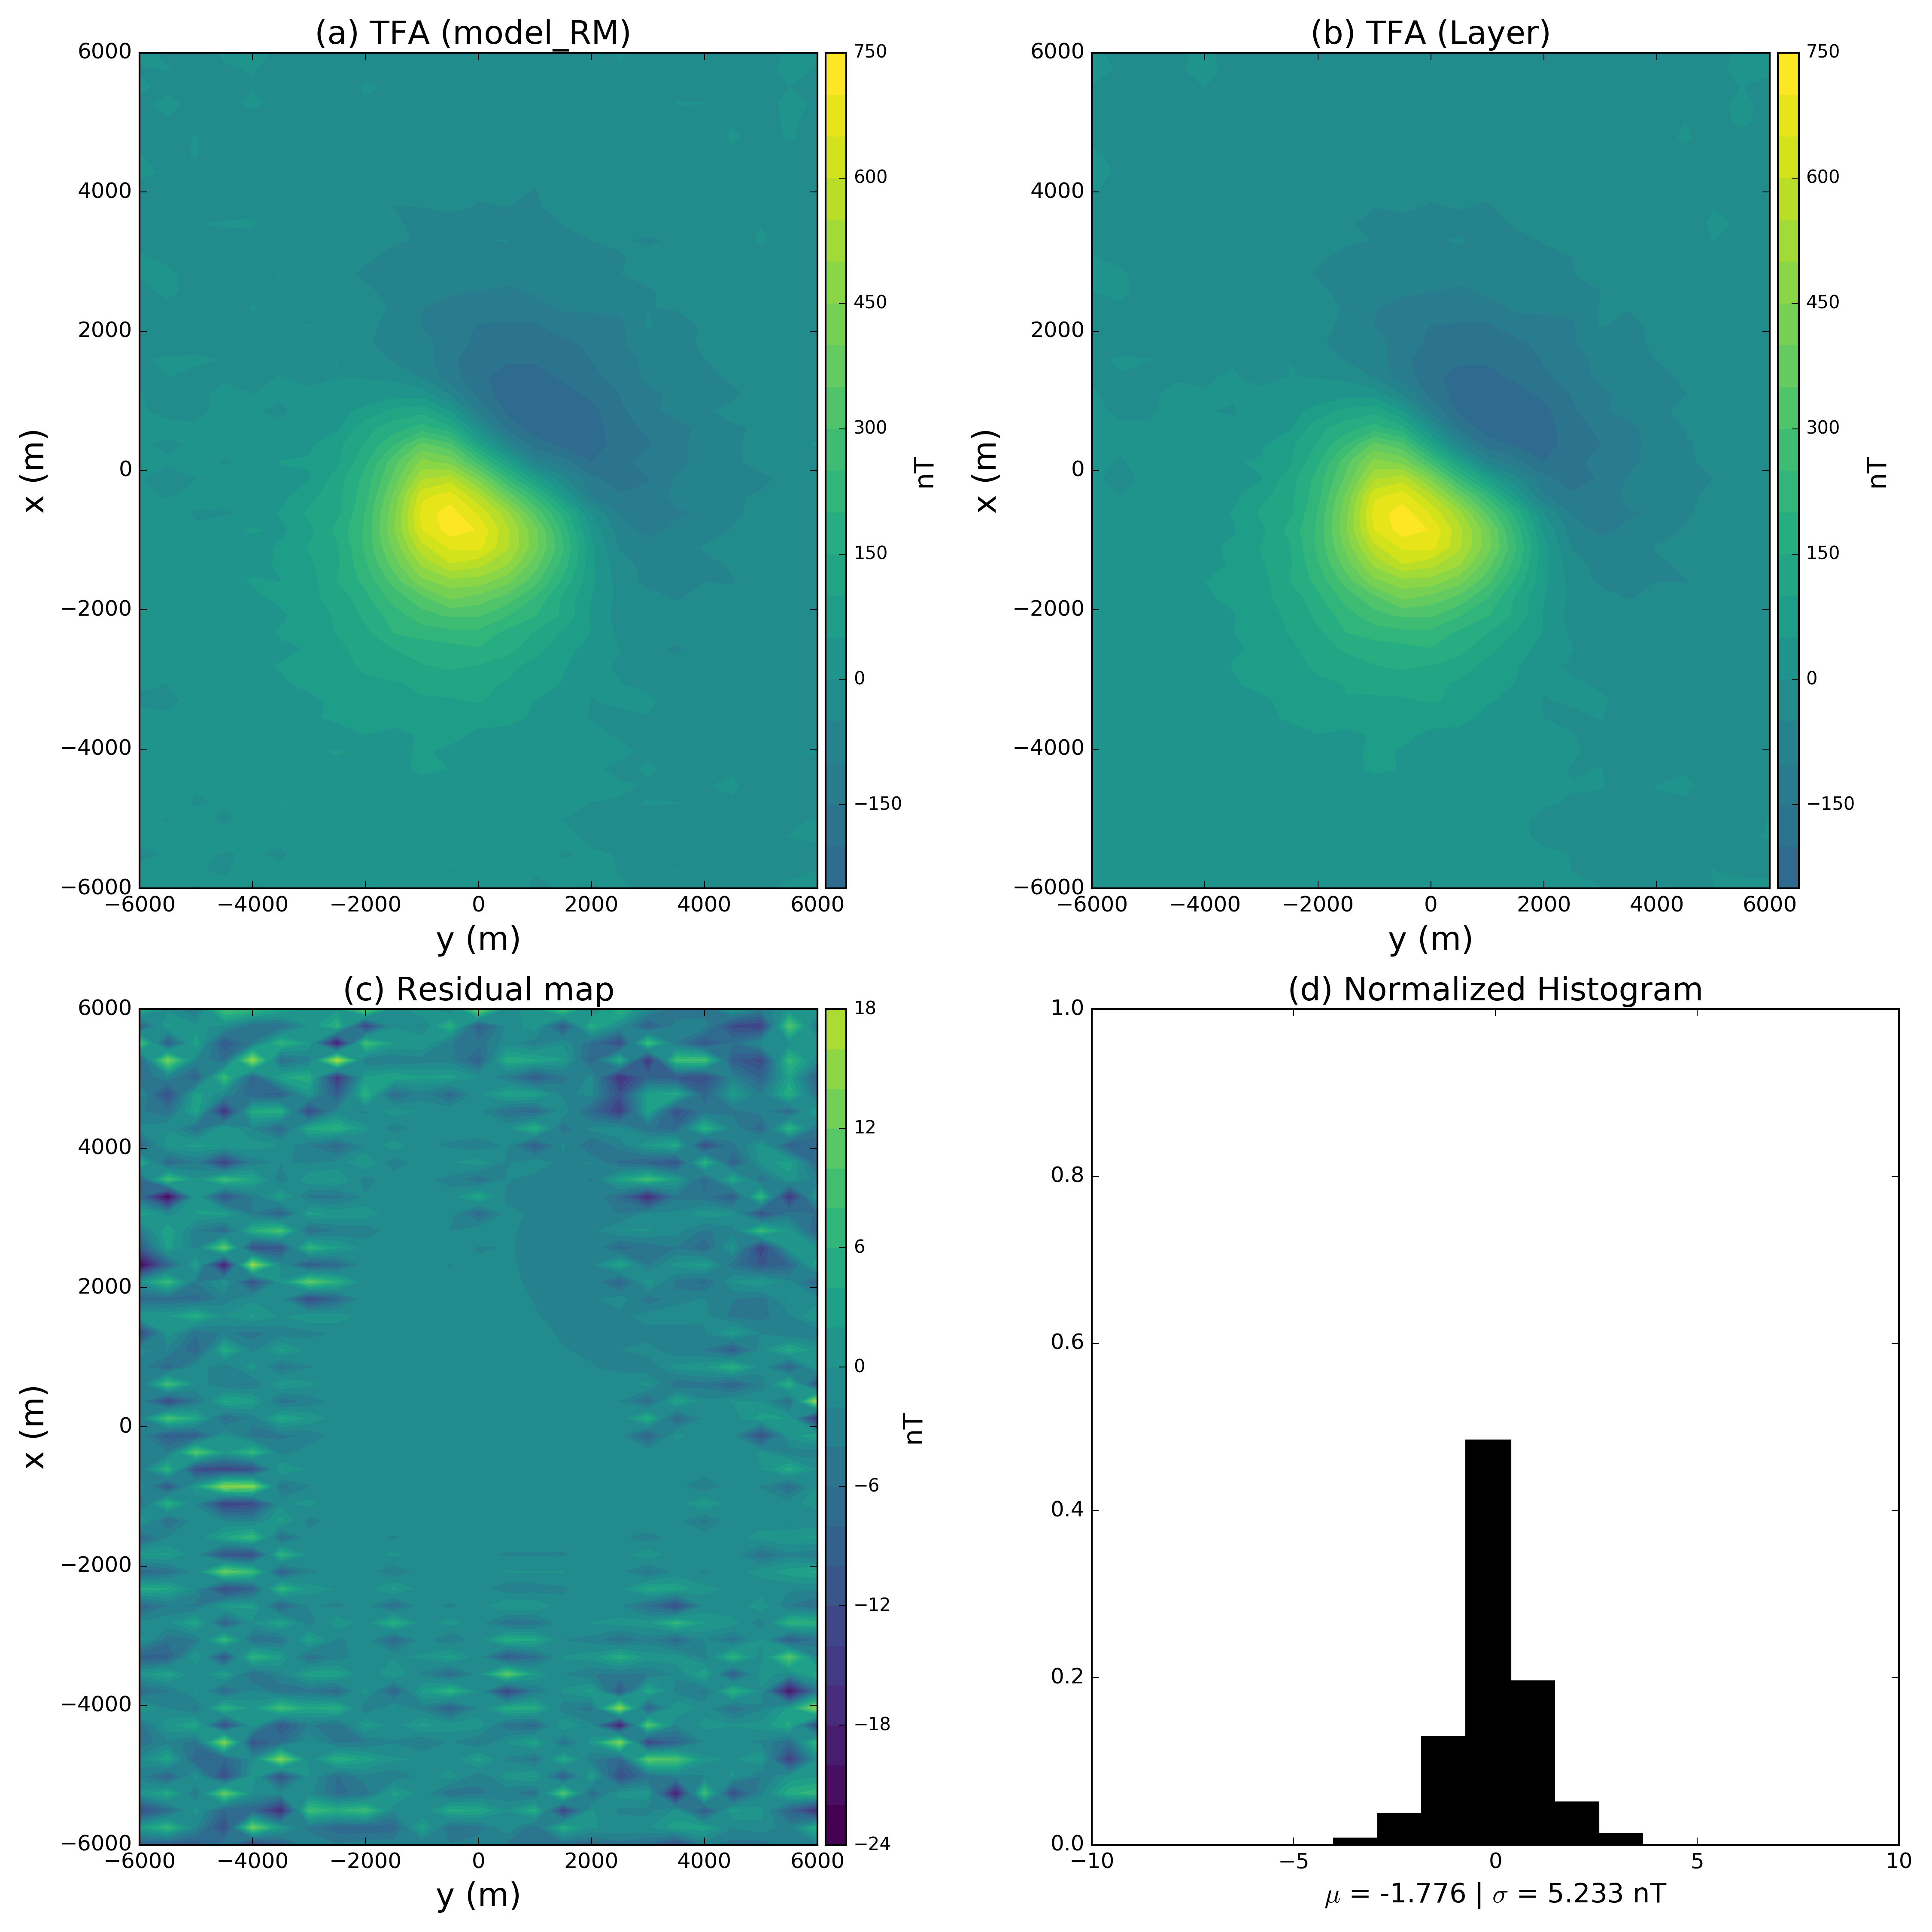 (a) TFA (model_RM)
6000
4000
2000
0
−2000
−4000
−6000
−6000 −4000 −2000 0 2000 4000 6000
x (m)
y (m)
750
600
450
300
150
0
−150
nT
(b) TFA (Layer)
6000
4000
2000
0
−2000
−4000
−6000
−6000 −4000 −2000 0 2000 4000 6000
x (m)
y (m)
750
600
450
300
150
0
−150
nT
(c) Residual map
6000
4000
2000
0
−2000
−4000
−6000
−6000 −4000 −2000 0 2000 4000 6000
x (m)
y (m)
18
12
6
0
−6
−12
−18
−24
nT
(d) Normalized Histogram
1.0
0.8
0.6
0.4
0.2
0.0
−10 −5 0 5 10
μ = -1.776 | σ = 5.233 nT